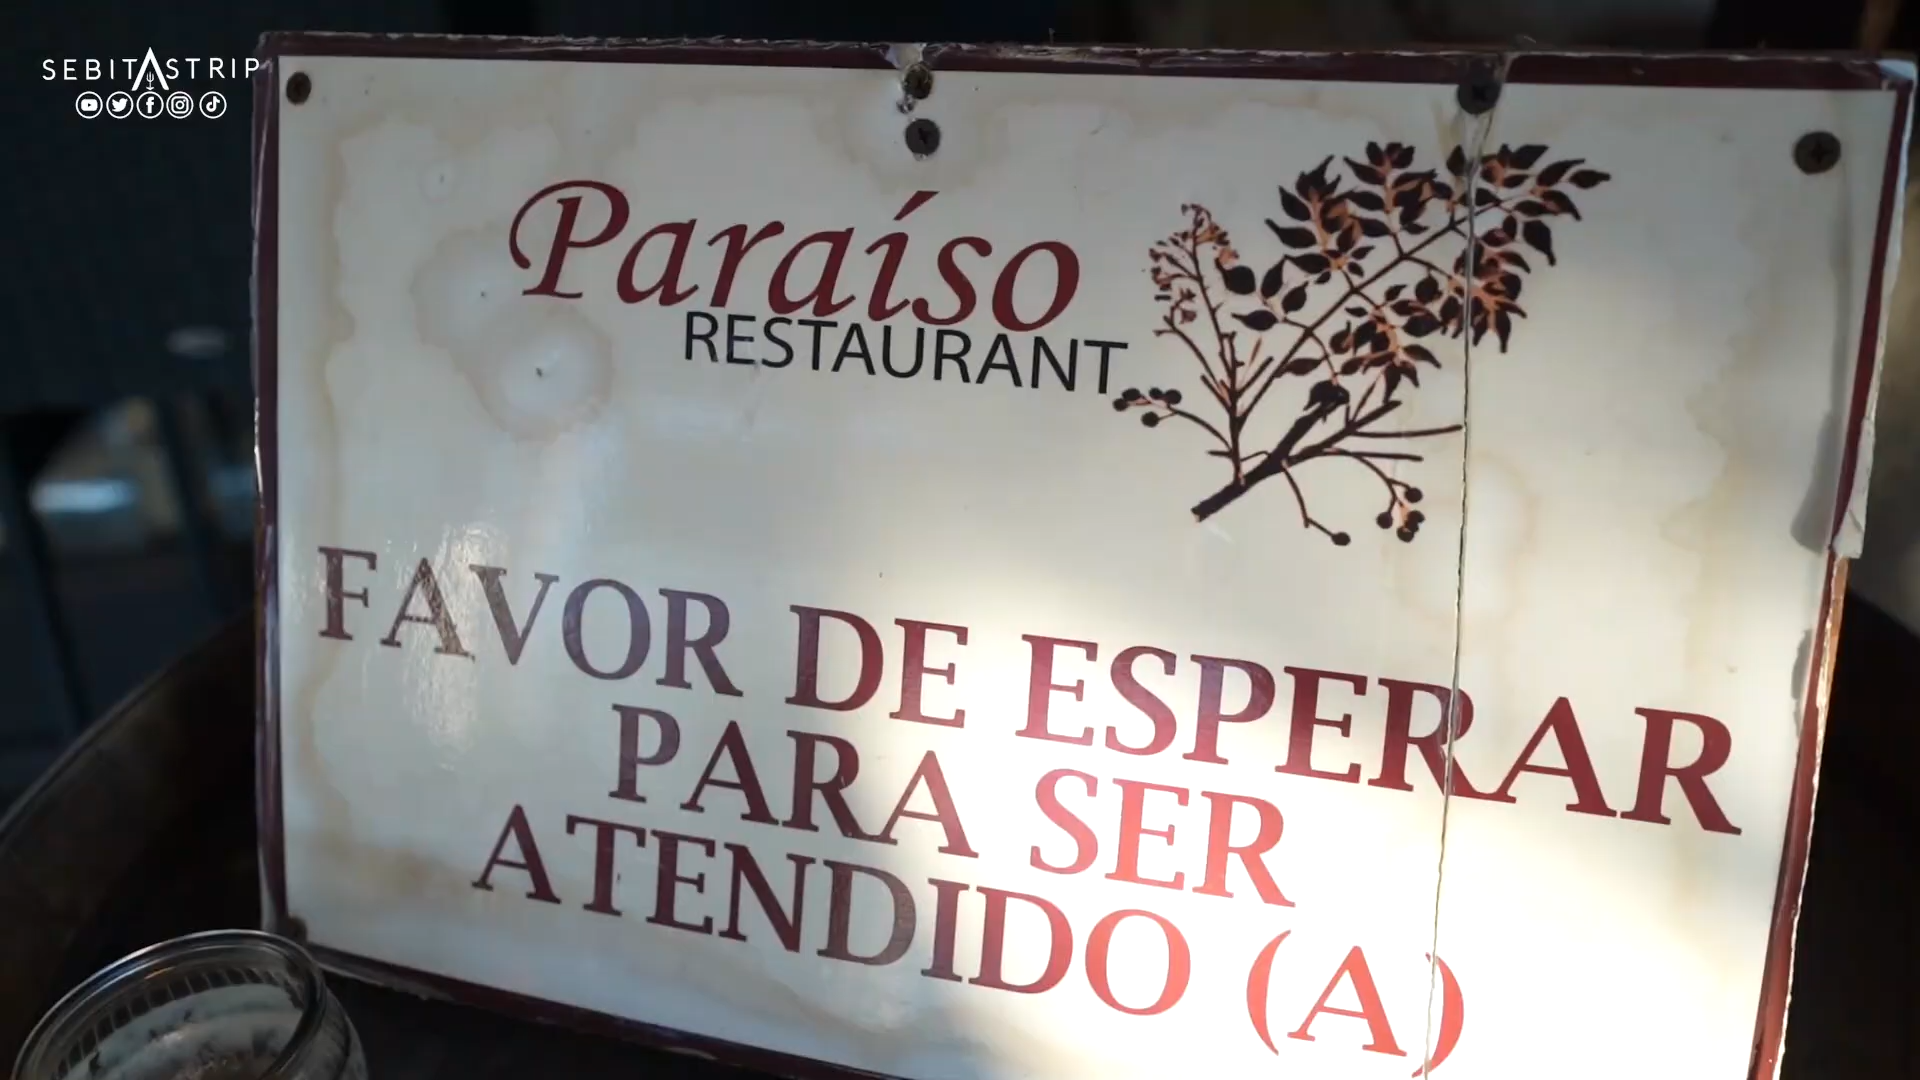 SEBITASTRIP
Paraíso
RESTAURANT
FAVOR DE ESPERAR
PARA SER
ATENDIDO (A)